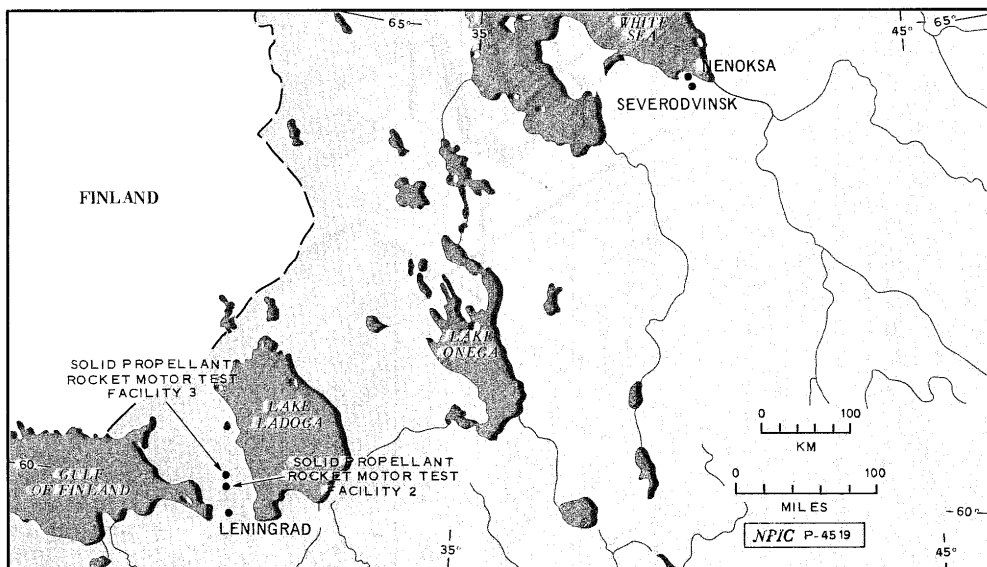 65°
35°
WHITE
SEA
45°
65°
NENOKSA
SEVERODVINSK
FINLAND
LAKE
ONEGA
SOLID PROPELLANT
ROCKET MOTOR TEST
FACILITY 3
LAKE
LADOGA
0 100
KM
60
GULF
OF FINLAND
SOLID PROPELLANT
ROCKET MOTOR TEST
FACILITY 2
0 100
MILES
LENINGRAD
60°
NPIC P-4519
35°
45°